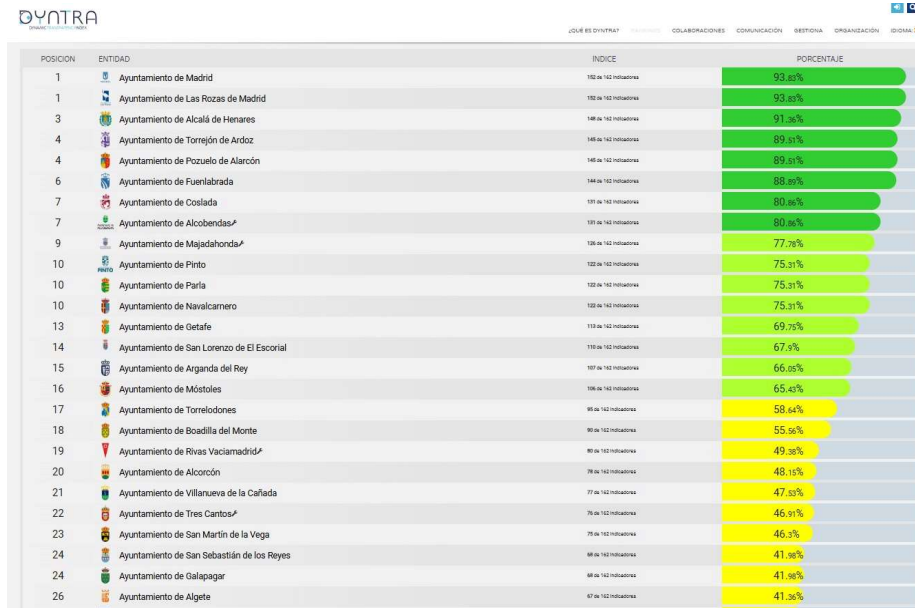 DYNTRA
DYNAMIC TRANSPARENCY INDEX
¿QUÉ ES DYNTRA? RANKINGS COLABORACIONES COMUNICACIÓN GESTIONA ORGANIZACIÓN IDIOMA:
POSICION ENTIDAD INDICE PORCENTAJE
1 Ayuntamiento de Madrid 152 de 162 Indicadores 93.83%
1 Ayuntamiento de Las Rozas de Madrid 152 de 162 Indicadores 93.83%
3 Ayuntamiento de Alcalá de Henares 148 de 162 Indicadores 91.36%
4 Ayuntamiento de Torrejón de Ardoz 145 de 162 Indicadores 89.51%
4 Ayuntamiento de Pozuelo de Alarcón 145 de 162 Indicadores 89.51%
6 Ayuntamiento de Fuenlabrada 144 de 162 Indicadores 88.89%
7 Ayuntamiento de Coslada 131 de 162 Indicadores 80.86%
7 Ayuntamiento de Alcobendas 131 de 162 Indicadores 80.86%
9 Ayuntamiento de Majadahonda 126 de 162 Indicadores 77.78%
10 PINTO Ayuntamiento de Pinto 122 de 162 Indicadores 75.31%
10 Ayuntamiento de Parla 122 de 162 Indicadores 75.31%
10 Ayuntamiento de Navalcarnero 122 de 162 Indicadores 75.31%
13 Ayuntamiento de Getafe 113 de 162 Indicadores 69.75%
14 Ayuntamiento de San Lorenzo de El Escorial 110 de 162 Indicadores 67.9%
15 Ayuntamiento de Arganda del Rey 107 de 162 Indicadores 66.05%
16 Ayuntamiento de Móstoles 106 de 162 Indicadores 65.43%
17 Ayuntamiento de Torrelodones 95 de 162 Indicadores 58.64%
18 Ayuntamiento de Boadilla del Monte 90 de 162 Indicadores 55.56%
19 Ayuntamiento de Rivas Vaciamadrid 80 de 162 Indicadores 49.38%
20 Ayuntamiento de Alcorcón 78 de 162 Indicadores 48.15%
21 Ayuntamiento de Villanueva de la Cañada 77 de 162 Indicadores 47.53%
22 Ayuntamiento de Tres Cantos 76 de 162 Indicadores 46.91%
23 Ayuntamiento de San Martín de la Vega 75 de 162 Indicadores 46.3%
24 Ayuntamiento de San Sebastián de los Reyes 68 de 162 Indicadores 41.98%
24 Ayuntamiento de Galapagar 68 de 162 Indicadores 41.98%
26 Ayuntamiento de Algete 67 de 162 Indicadores 41.36%